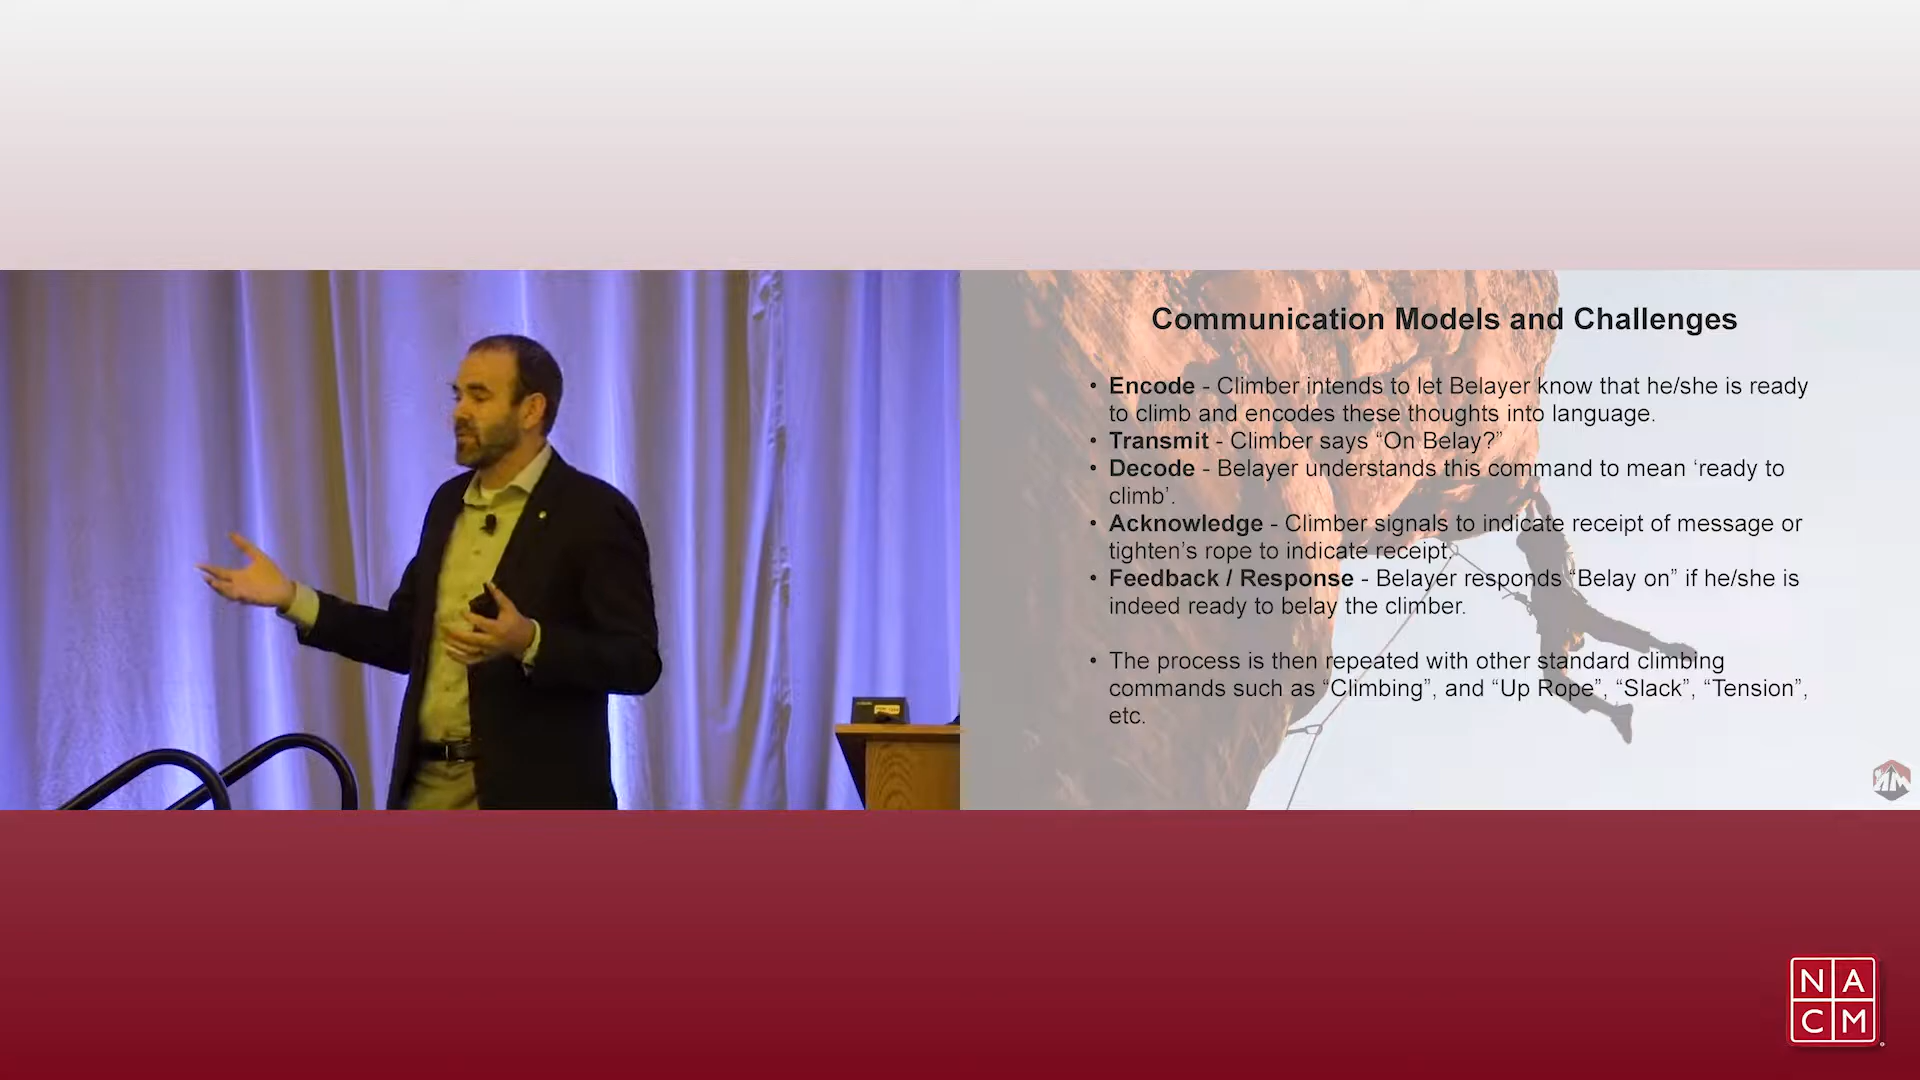 Communication Models and Challenges
• Encode - Climber intends to let Belayer know that he/she is ready
to climb and encodes these thoughts into language.
• Transmit - Climber says “On Belay?”
• Decode - Belayer understands this command to mean ‘ready to
climb’.
• Acknowledge - Climber signals to indicate receipt of message or
tighten’s rope to indicate receipt.
• Feedback / Response - Belayer responds “Belay on” if he/she is
indeed ready to belay the climber.
• The process is then repeated with other standard climbing
commands such as “Climbing”, and “Up Rope”, “Slack”, “Tension”,
etc.
N A
C M